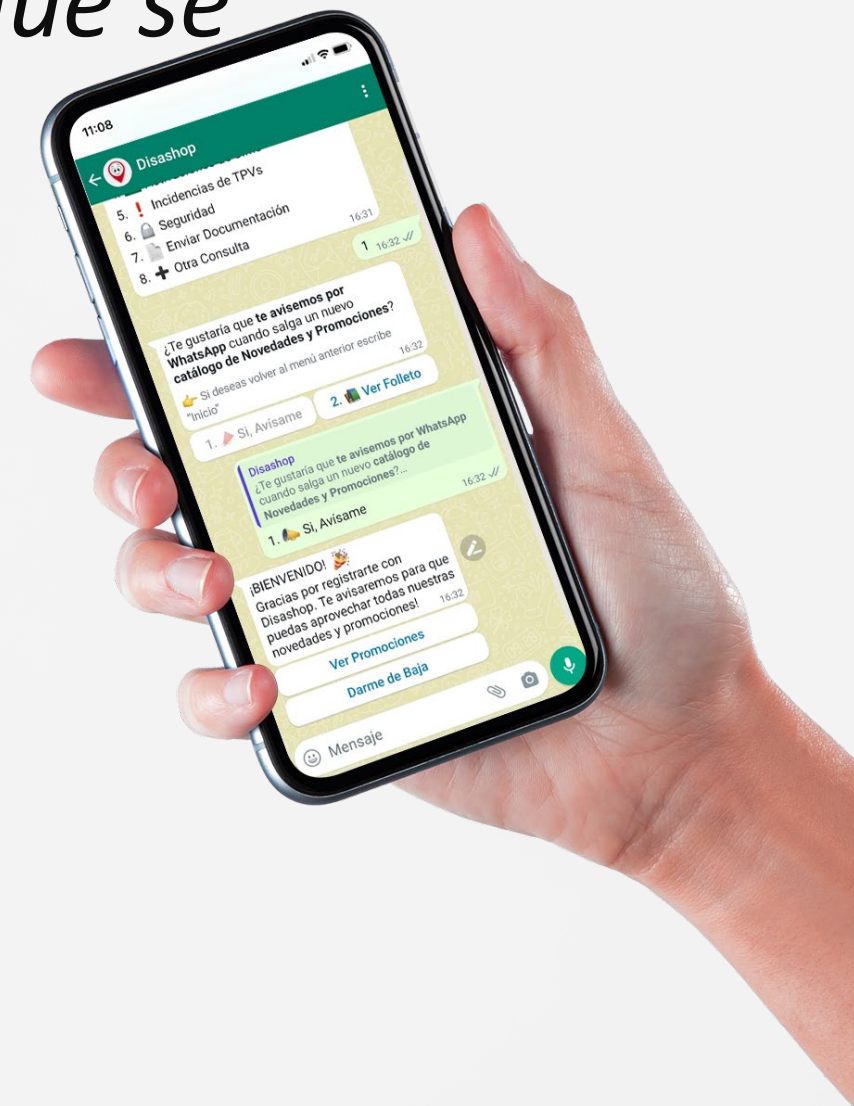 que se
11:08
Disashop
5. ❗ Incidencias de TPVs
6. 🔒 Seguridad
7. 📄 Enviar Documentación
8. ➕ Otra Consulta
16:31
1 16:32
¿Te gustaría que te avisemos por
WhatsApp cuando salga un nuevo
catálogo de Novedades y Promociones?
👉 Si deseas volver al menú anterior escribe
"Inicio"
16:32
1. 📣 Si, Avisame
2. 📚 Ver Folleto
Disashop
¿Te gustaría que te avisemos por WhatsApp
cuando salga un nuevo catálogo de
Novedades y Promociones?...
1. 📣 Si, Avisame
16:32
¡BIENVENIDO! 🎉
Gracias por registrarte con
Disashop. Te avisaremos para que
puedas aprovechar todas nuestras
novedades y promociones!
16:32
Ver Promociones
Darme de Baja
Mensaje